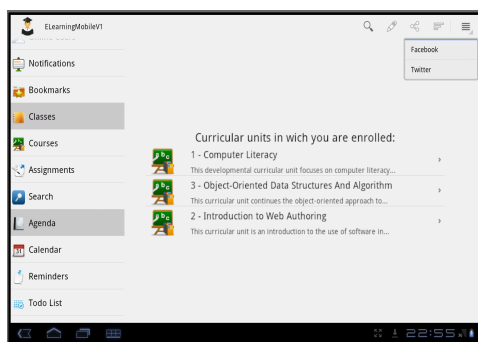 ELearningMobileV1
Facebook
Twitter
Notifications
Bookmarks
Classes
Courses
Assignments
Search
Agenda
Calendar
31
Reminders
Todo List
Curricular units in wich you are enrolled:
1 - Computer Literacy
This developmental curricular unit focuses on computer literacy...
3 - Object-Oriented Data Structures And Algorithm
This curricular unit continues the object-oriented approach to...
2 - Introduction to Web Authoring
This curricular unit is an introduction to the use of software in...
22:55